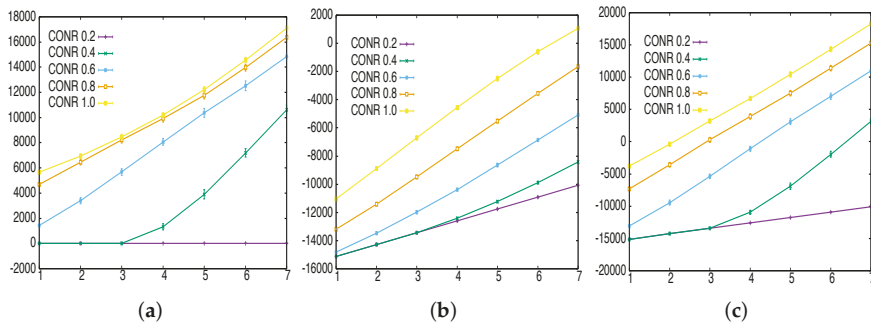 18000
16000
14000
12000
10000
8000
6000
4000
2000
0
-2000
CONR 0.2
CONR 0.4
CONR 0.6
CONR 0.8
CONR 1.0
1 2 3 4 5 6 7
(a)
2000
0
-2000
-4000
-6000
-8000
-10000
-12000
-14000
-16000
CONR 0.2
CONR 0.4
CONR 0.6
CONR 0.8
CONR 1.0
1 2 3 4 5 6 7
(b)
20000
15000
10000
5000
0
-5000
-10000
-15000
-20000
CONR 0.2
CONR 0.4
CONR 0.6
CONR 0.8
CONR 1.0
1 2 3 4 5 6
(c)